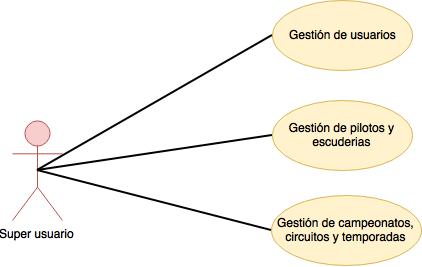 Gestión de usuarios
Gestión de pilotos y
escuderias
Super usuario
Gestión de campeonatos,
circuitos y temporadas